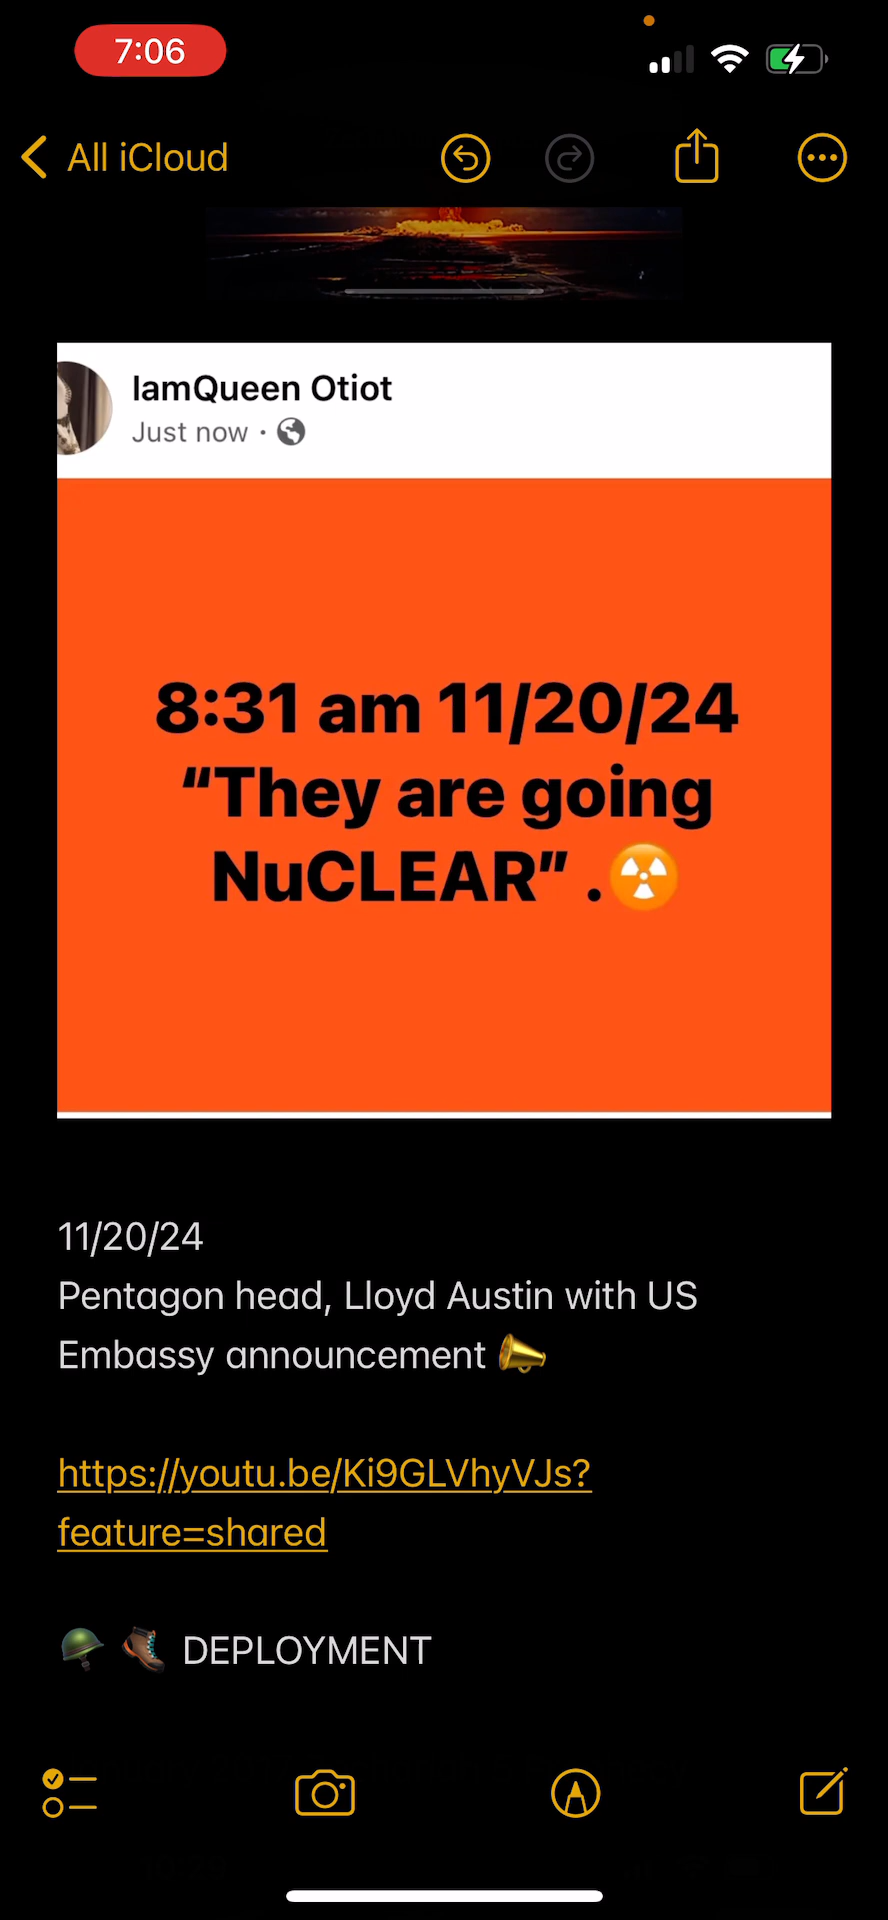 7:06
All iCloud
IamQueen Otiot
Just now ·
8:31 am 11/20/24
“They are going
NuCLEAR” .☢️
11/20/24
Pentagon head, Lloyd Austin with US
Embassy announcement 📣
https://youtu.be/Ki9GLVhyVJs?
feature=shared
🪖 🥾 DEPLOYMENT